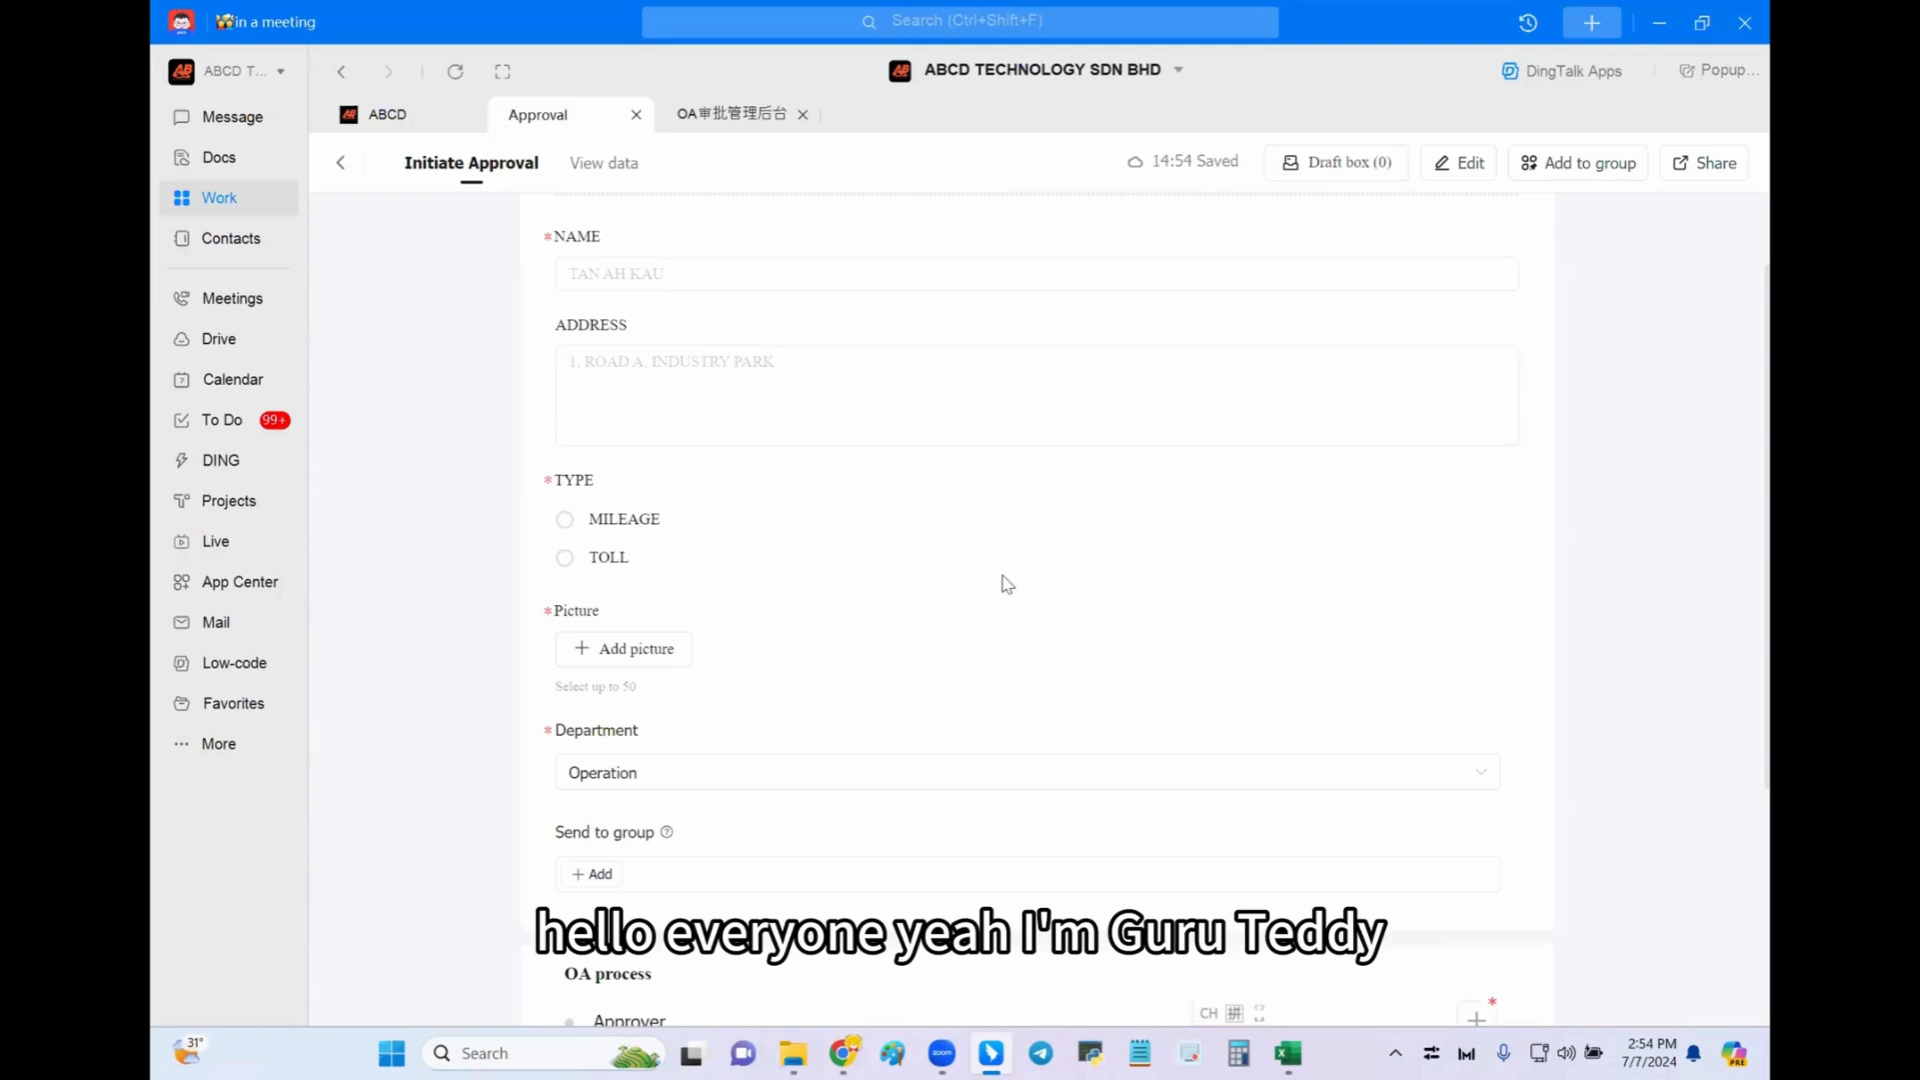 in a meeting
Search (Ctrl+Shift+F)
ABCD T...
ABCD TECHNOLOGY SDN BHD
DingTalk Apps
Popup...
Message
Docs
Work
Contacts
Meetings
Drive
Calendar
To Do 99+
DING
Projects
Live
App Center
Mail
Low-code
Favorites
More
ABCD
Approval
OA审批管理后台
Initiate Approval
View data
14:54 Saved
Draft box (0)
Edit
Add to group
Share
*NAME
TAN AH KAU
ADDRESS
1, ROAD A, INDUSTRY PARK
*TYPE
MILEAGE
TOLL
*Picture
+ Add picture
Select up to 50
*Department
Operation
Send to group
+ Add
hello everyone yeah I'm Guru Teddy
OA process
Approver
CH 拼
31°
Search
zoom
2:54 PM
7/7/2024
PRE